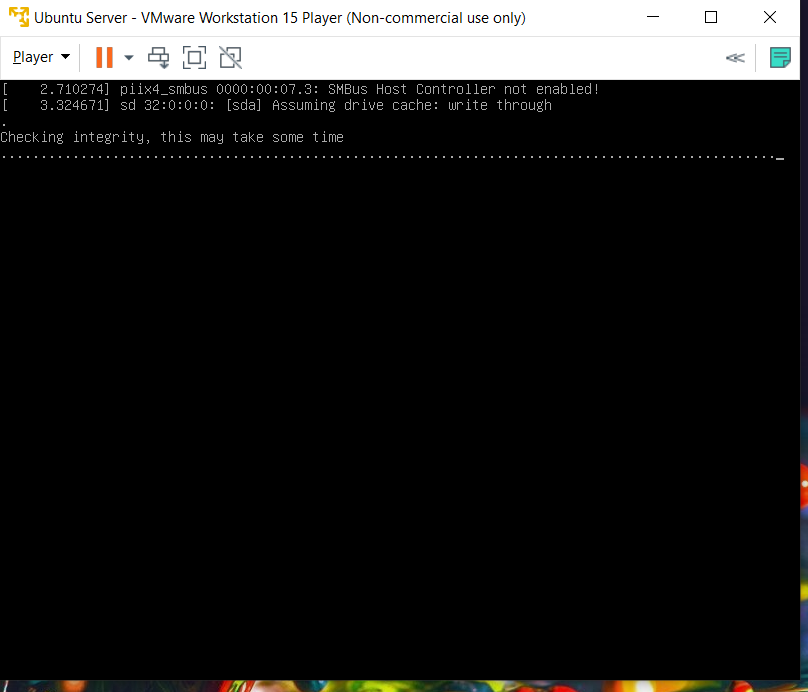 Ubuntu Server - VMware Workstation 15 Player (Non-commercial use only)
Player
[    2.710274] piix4_smbus 0000:00:07.3: SMBus Host Controller not enabled!
[    3.324671] sd 32:0:0:0: [sda] Assuming drive cache: write through
.
Checking integrity, this may take some time
................................................................................................._